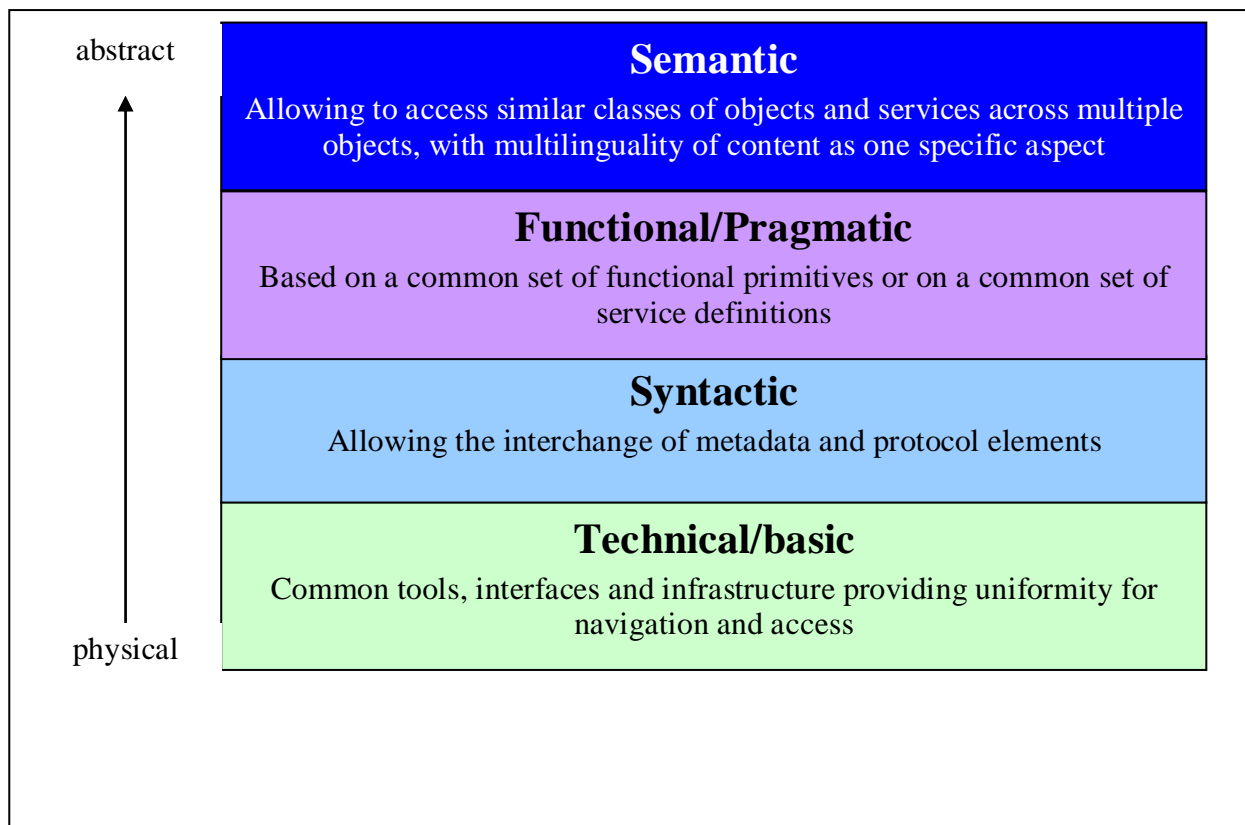 abstract
Semantic
Allowing to access similar classes of objects and services across multiple
objects, with multilinguality of content as one specific aspect
Functional/Pragmatic
Based on a common set of functional primitives or on a common set of
service definitions
Syntactic
Allowing the interchange of metadata and protocol elements
Technical/basic
Common tools, interfaces and infrastructure providing uniformity for
navigation and access
physical